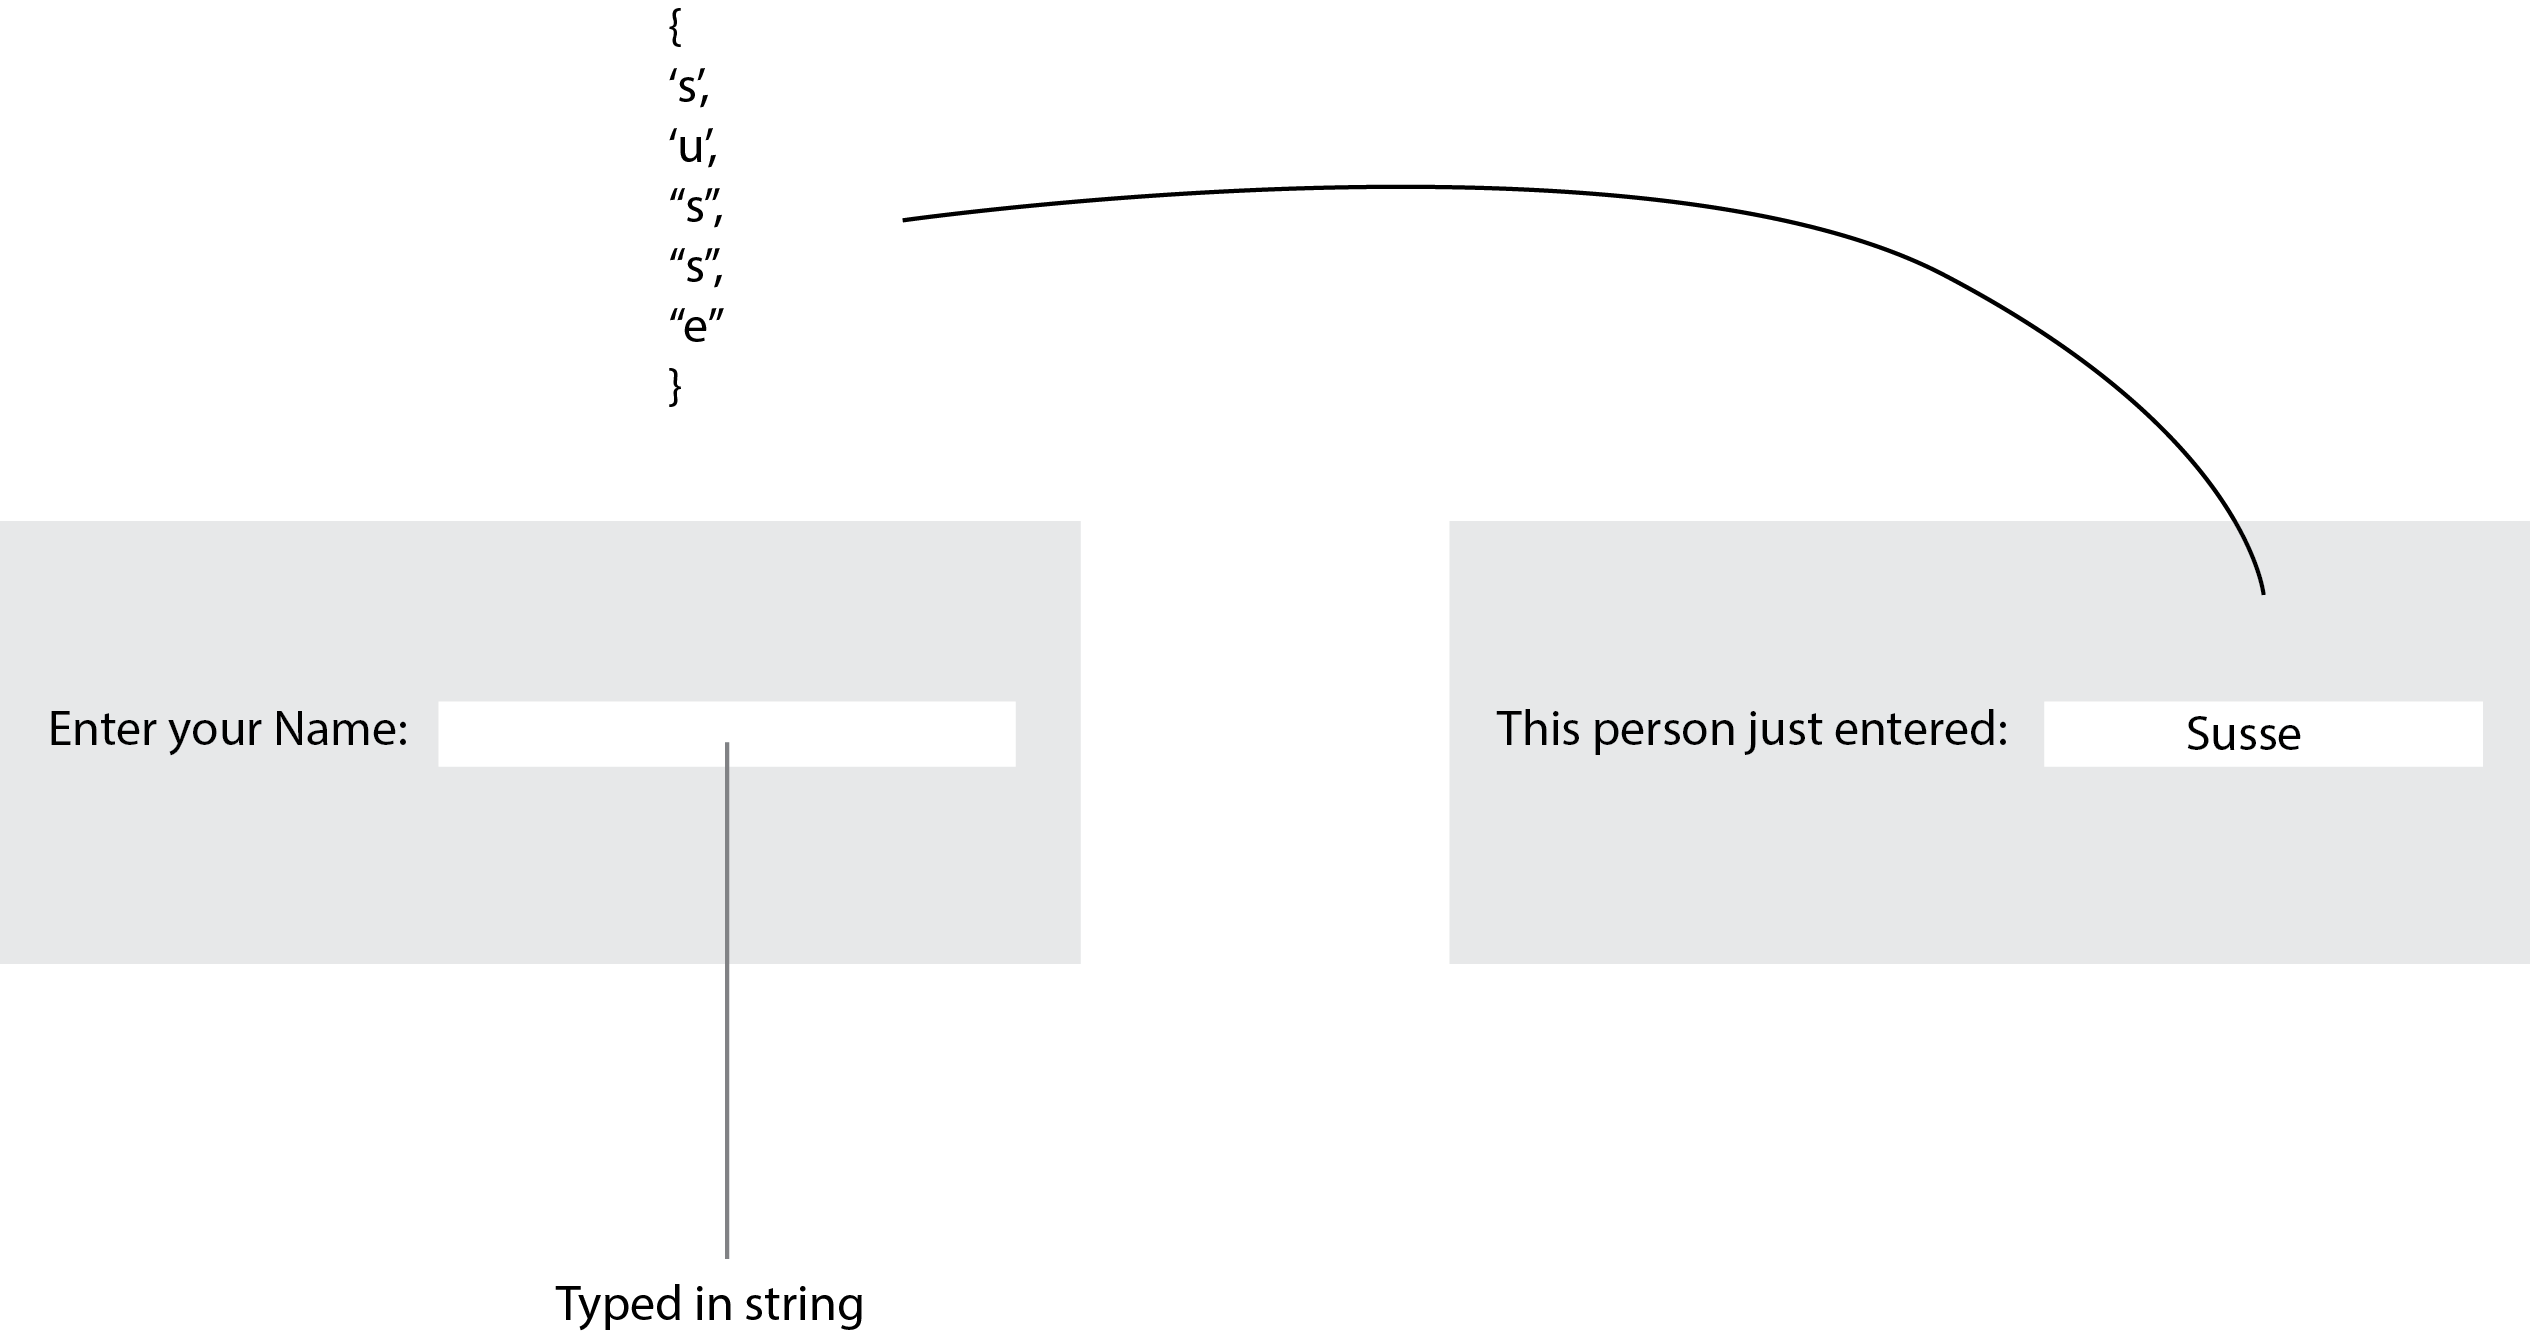 {
‘s’,
‘u’,
“s”,
“s”,
“e”
}
Enter your Name:
This person just entered: Susse
Typed in string